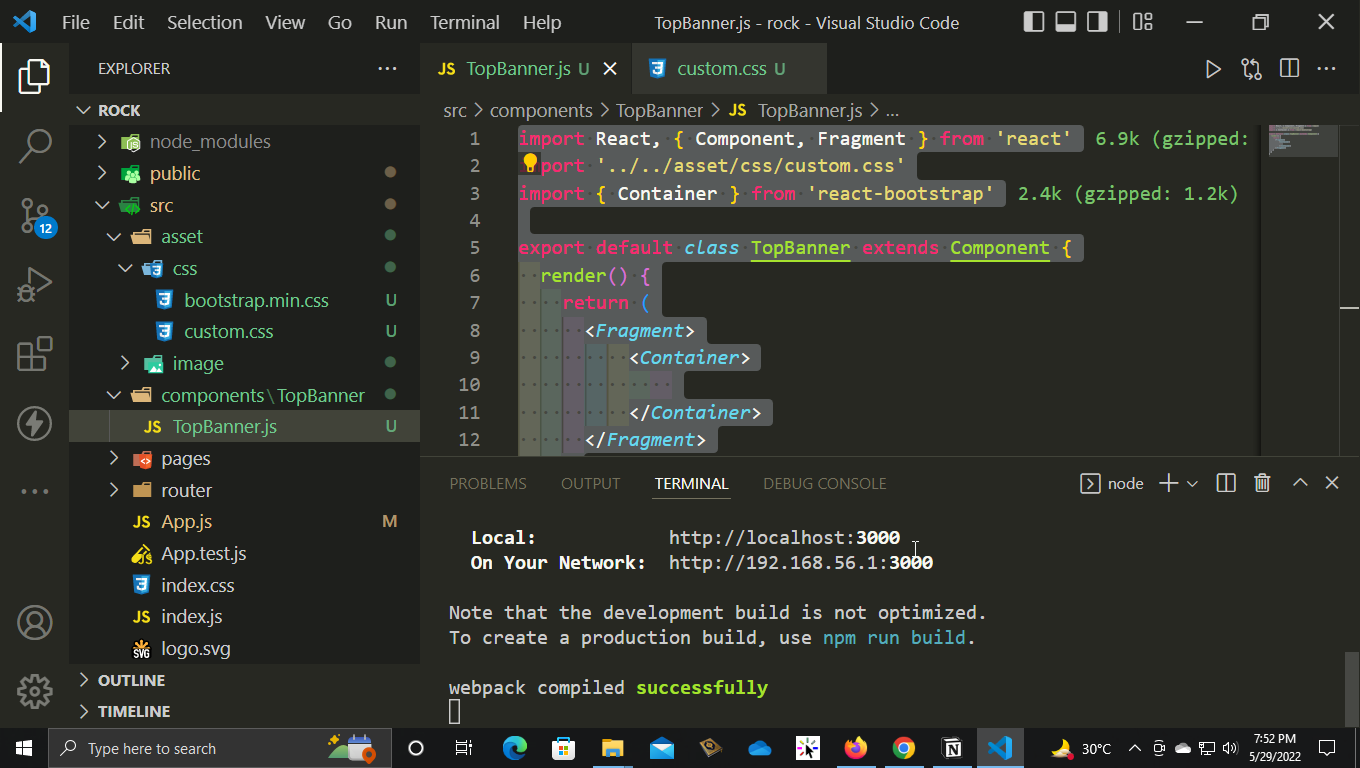 File Edit Selection View Go Run Terminal Help
TopBanner.js - rock - Visual Studio Code
EXPLORER
ROCK
node_modules
public
src
asset
css
bootstrap.min.css U
custom.css U
image
components\TopBanner
JS TopBanner.js U
pages
router
JS App.js M
App.test.js
index.css
JS index.js
SVG logo.svg
OUTLINE
TIMELINE
12
JS TopBanner.js U
custom.css U
src > components > TopBanner > JS TopBanner.js > ...
1 import React, { Component, Fragment } from 'react' 6.9k (gzipped:
2 port '../../asset/css/custom.css'
3 import { Container } from 'react-bootstrap' 2.4k (gzipped: 1.2k)
4
5 export default class TopBanner extends Component {
6 render() {
7 return (
8 <Fragment>
9 <Container>
10
11 </Container>
12 </Fragment>
PROBLEMS OUTPUT TERMINAL DEBUG CONSOLE
node
Local: http://localhost:3000
On Your Network: http://192.168.56.1:3000
Note that the development build is not optimized.
To create a production build, use npm run build.
webpack compiled successfully
Type here to search
30°C
7:52 PM
5/29/2022